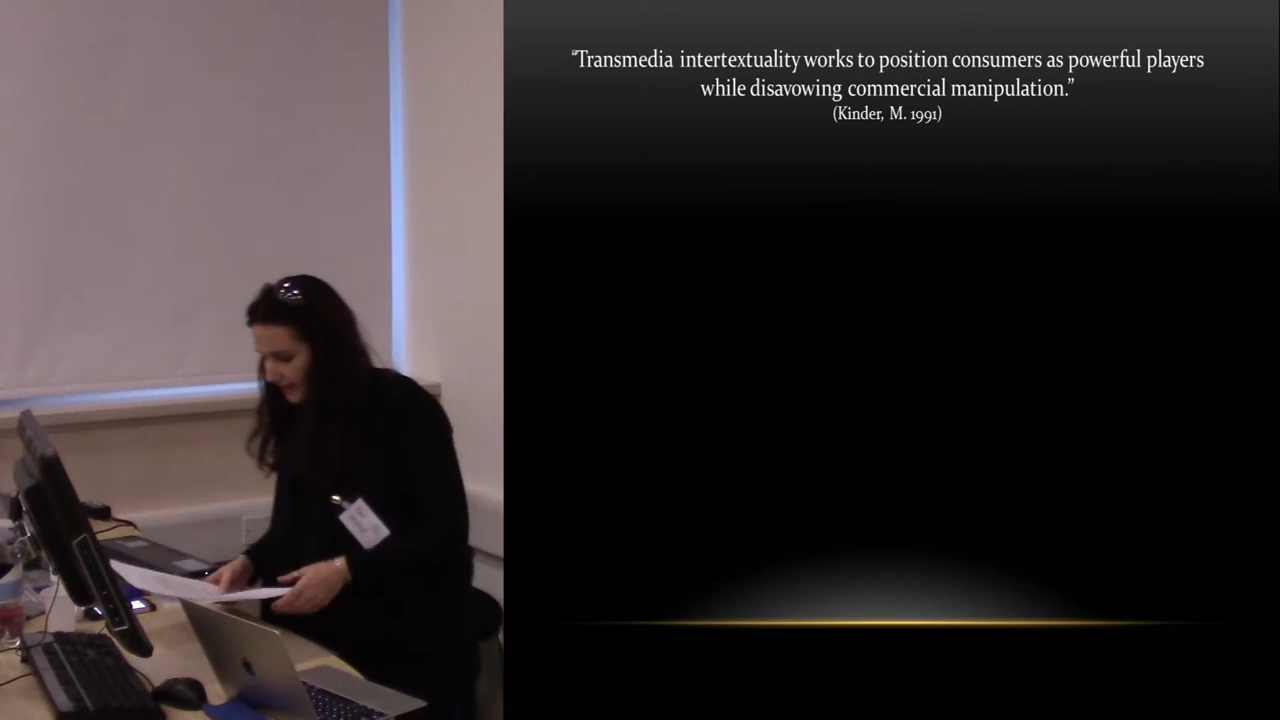 “Transmedia intertextuality works to position consumers as powerful players
while disavowing commercial manipulation.”
(Kinder, M. 1991)